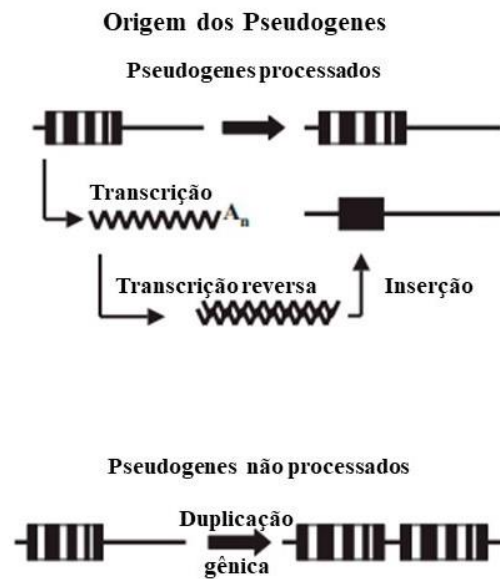 Origem dos Pseudogenes
Pseudogenes processados
Transcrição
An
Transcrição reversa
Inserção
Pseudogenes não processados
Duplicação
gênica